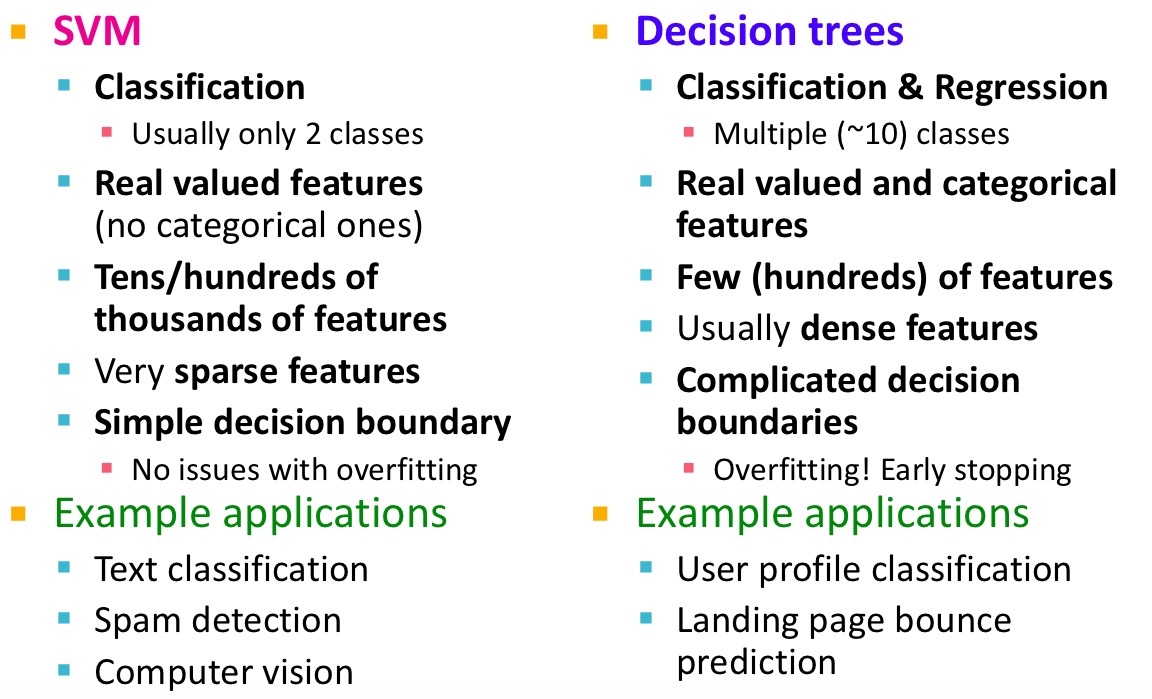 SVM
Classification
Usually only 2 classes
Real valued features
(no categorical ones)
Tens/hundreds of
thousands of features
Very sparse features
Simple decision boundary
No issues with overfitting
Example applications
Text classification
Spam detection
Computer vision
Decision trees
Classification & Regression
Multiple (~10) classes
Real valued and categorical
features
Few (hundreds) of features
Usually dense features
Complicated decision
boundaries
Overfitting! Early stopping
Example applications
User profile classification
Landing page bounce
prediction